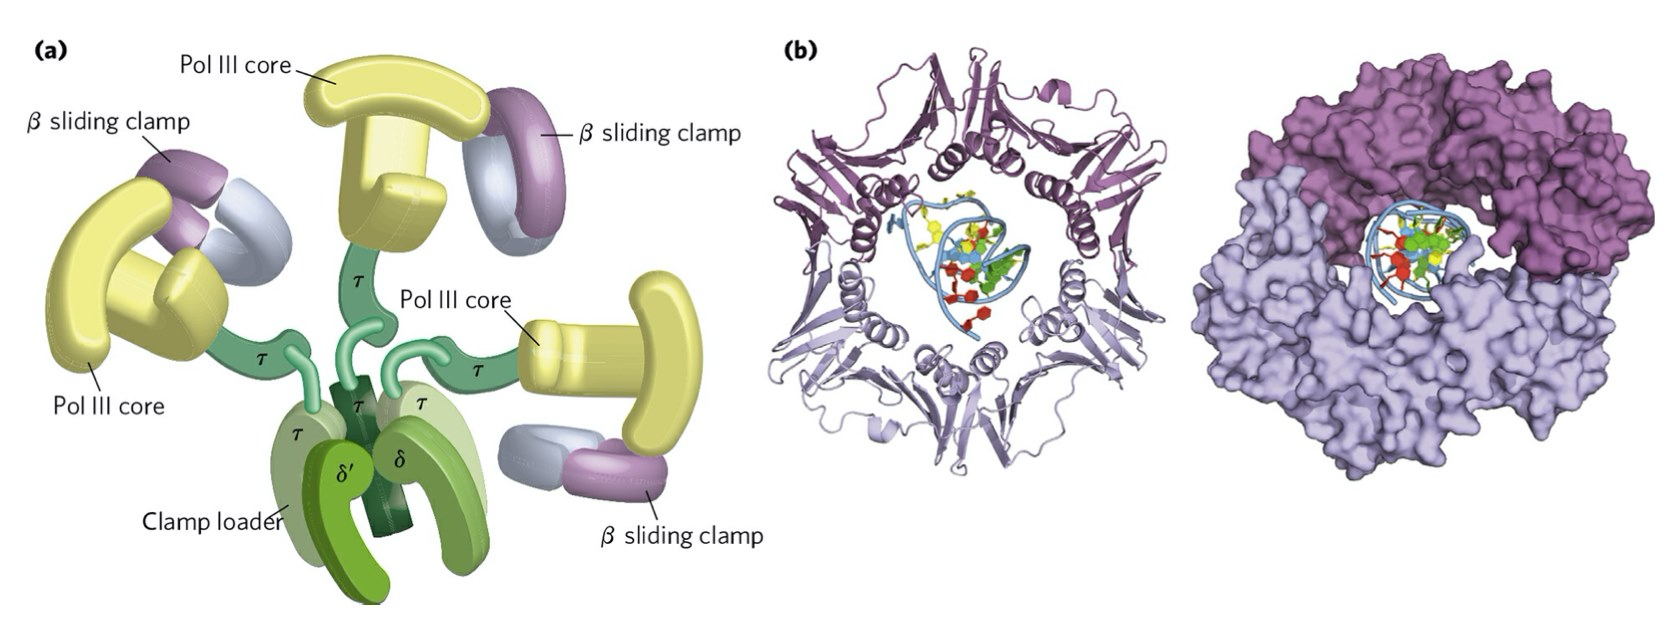 (a)
Pol III core
β sliding clamp
β sliding clamp
τ
Pol III core
τ
τ
Pol III core
τ
τ
τ
δ′
δ
Clamp loader
β sliding clamp
(b)